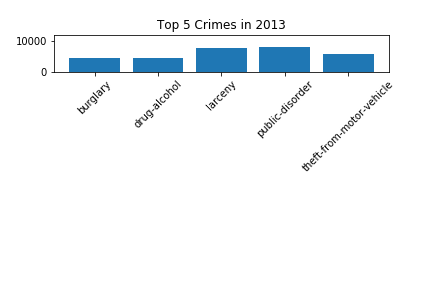 Top 5 Crimes in 2013
10000
0
burglary
drug-alcohol
larceny
public-disorder
theft-from-motor-vehicle